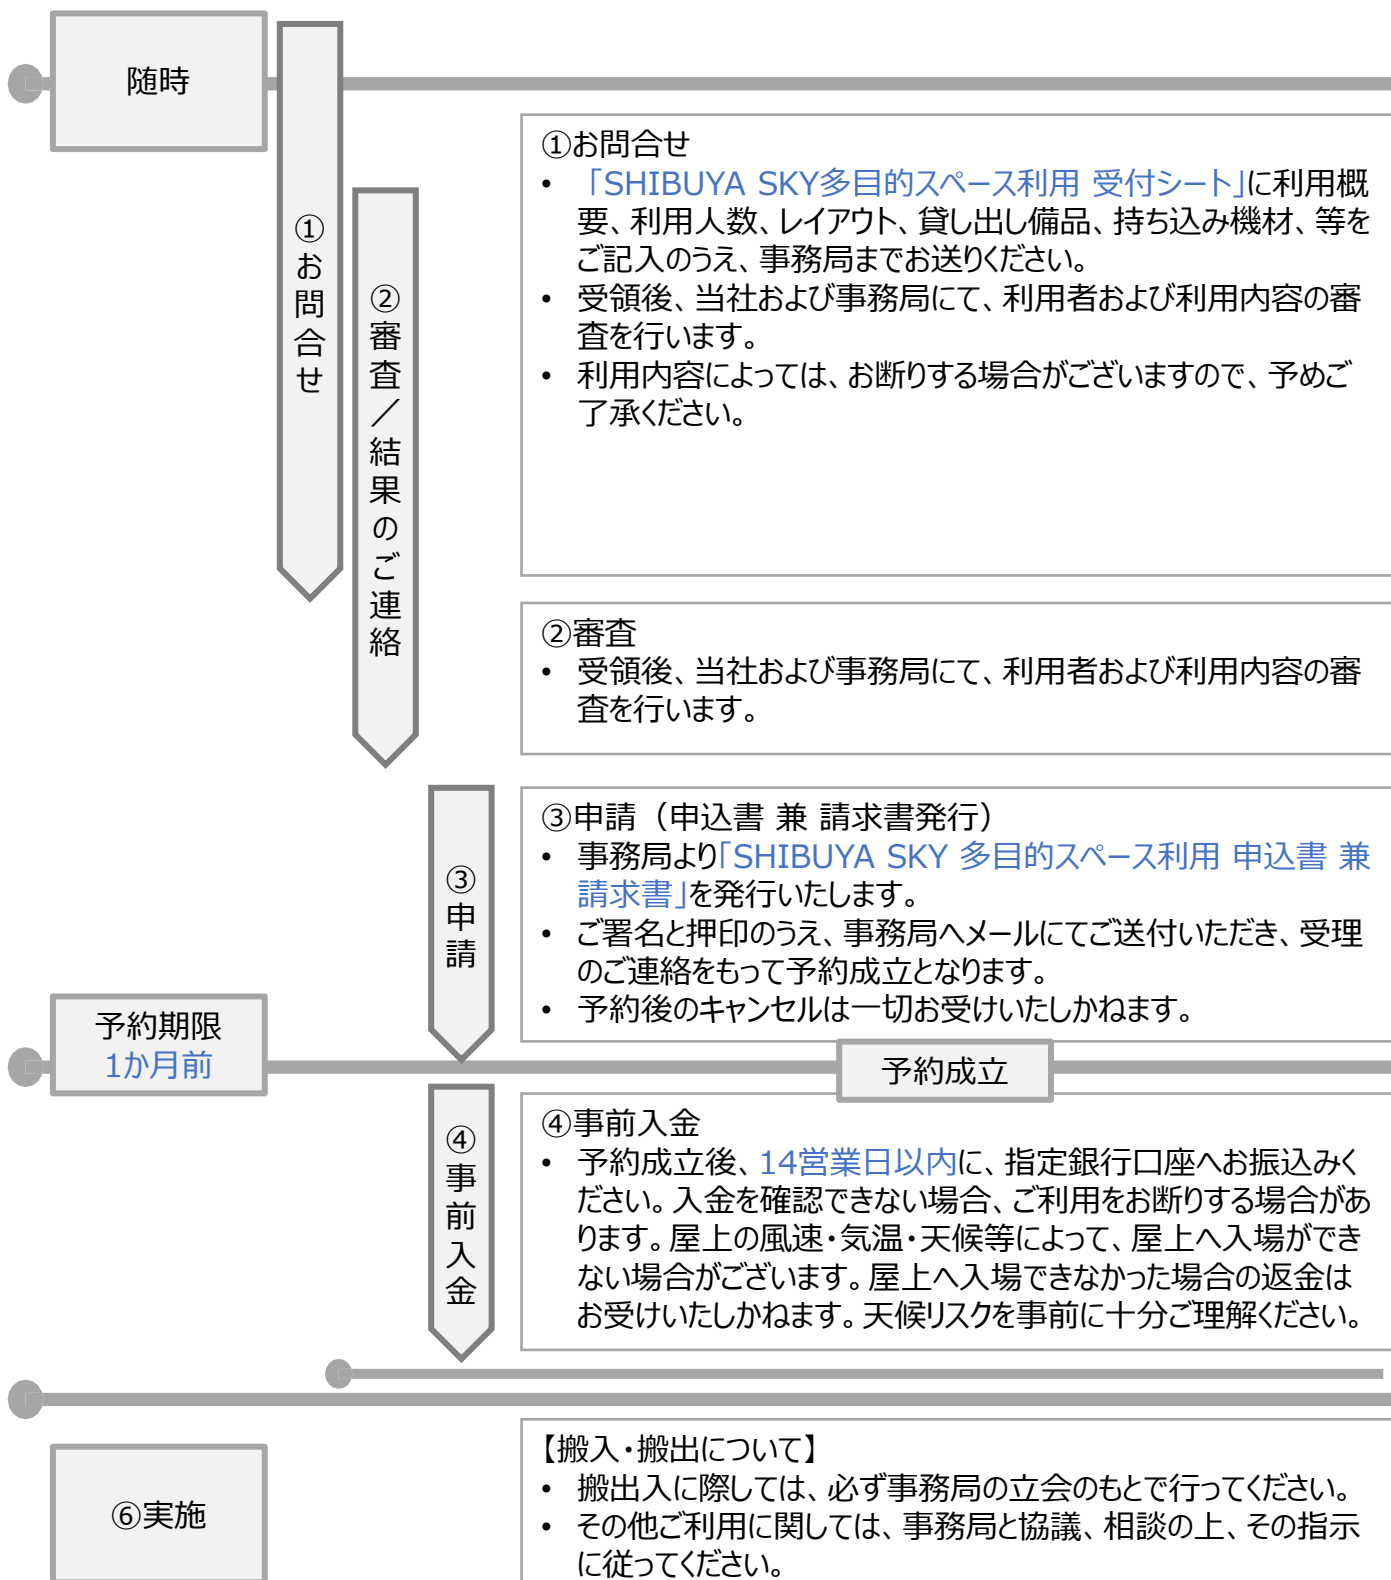 随時
①お問合せ
②審査／結果のご連絡
①お問合せ
• 「SHIBUYA SKY多目的スペース利用 受付シート」に利用概
要、利用人数、レイアウト、貸し出し備品、持ち込み機材、等を
ご記入のうえ、事務局までお送りください。
• 受領後、当社および事務局にて、利用者および利用内容の審
査を行います。
• 利用内容によっては、お断りする場合がございますので、予めご
了承ください。
②審査
• 受領後、当社および事務局にて、利用者および利用内容の審
査を行います。
③申請
③申請（申込書 兼 請求書発行）
• 事務局より「SHIBUYA SKY 多目的スペース利用 申込書 兼
請求書」を発行いたします。
• ご署名と押印のうえ、事務局へメールにてご送付いただき、受理
のご連絡をもって予約成立となります。
• 予約後のキャンセルは一切お受けいたしかねます。
予約期限
1か月前
予約成立
④事前入金
④事前入金
• 予約成立後、14営業日以内に、指定銀行口座へお振込みく
ださい。入金を確認できない場合、ご利用をお断りする場合があ
ります。屋上の風速・気温・天候等によって、屋上へ入場ができ
ない場合がございます。屋上へ入場できなかった場合の返金は
お受けいたしかねます。天候リスクを事前に十分ご理解ください。
⑥実施
【搬入・搬出について】
• 搬出入に際しては、必ず事務局の立会のもとで行ってください。
• その他ご利用に関しては、事務局と協議、相談の上、その指示
に従ってください。